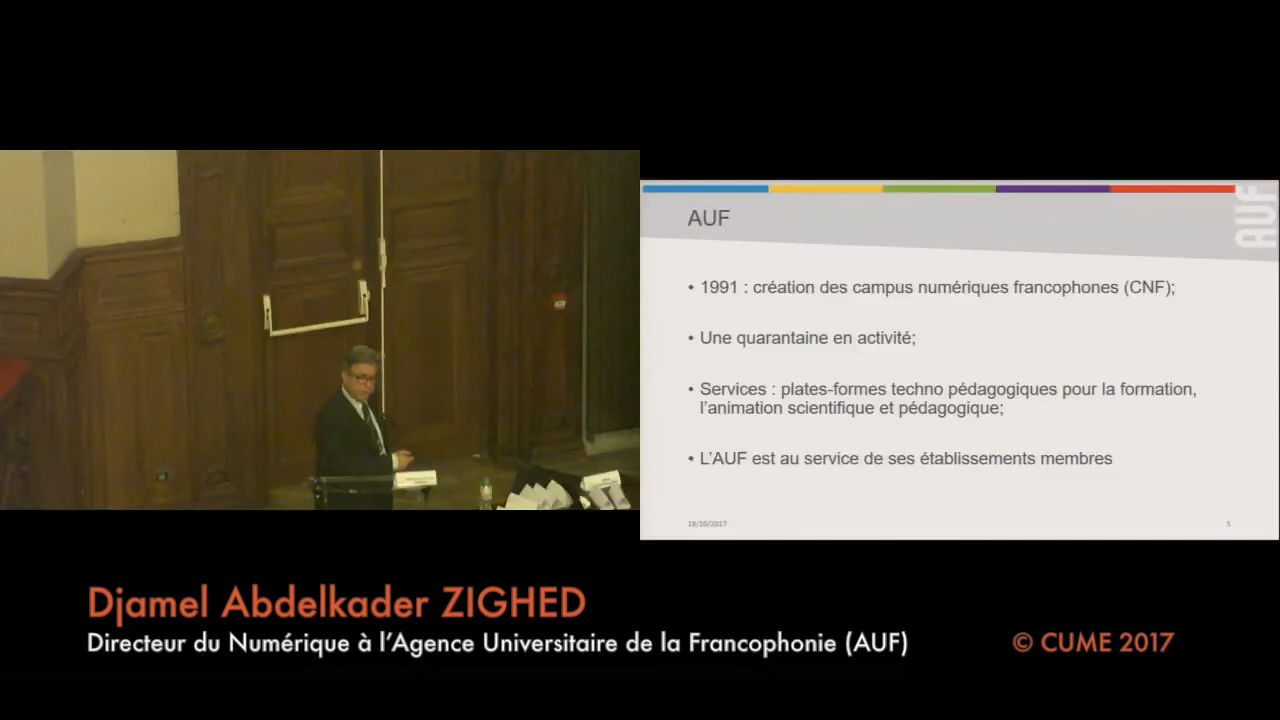 AUF
AUF
• 1991 : création des campus numériques francophones (CNF);
• Une quarantaine en activité;
• Services : plates-formes techno pédagogiques pour la formation,
l'animation scientifique et pédagogique;
• L'AUF est au service de ses établissements membres
18/10/2017
5
Djamel Abdelkader ZIGHED
Directeur du Numérique à l'Agence Universitaire de la Francophonie (AUF)
© CUME 2017